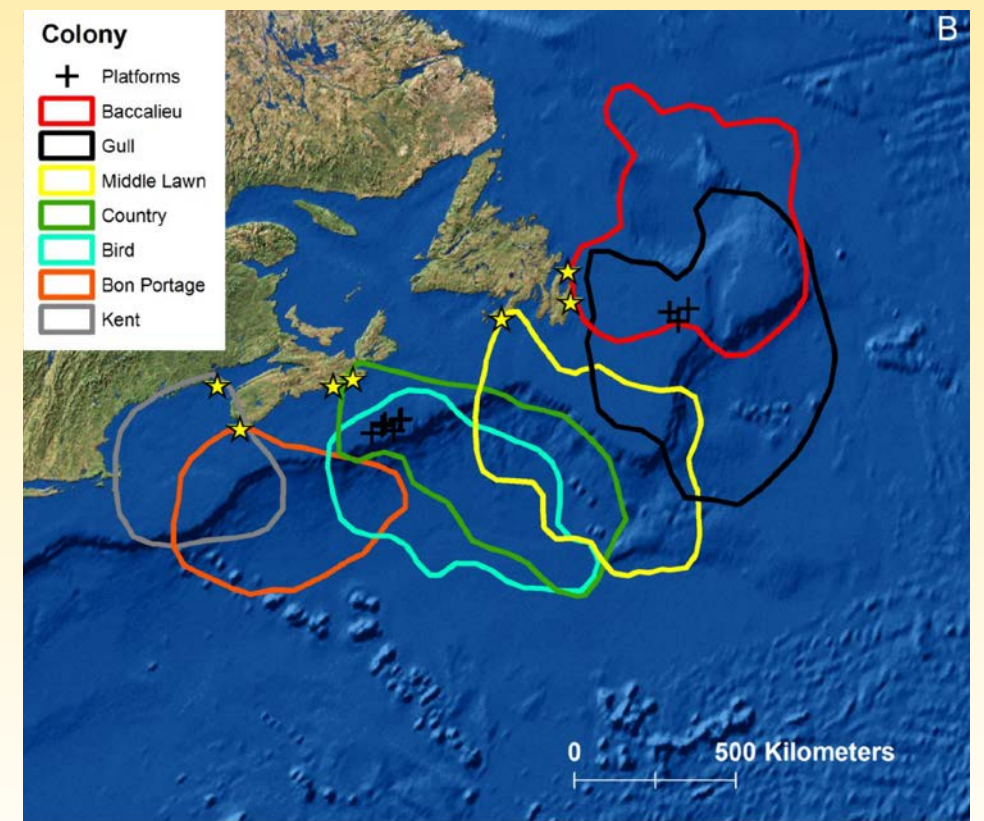 B
Colony
Platforms
Baccalieu
Gull
Middle Lawn
Country
Bird
Bon Portage
Kent
0 500 Kilometers